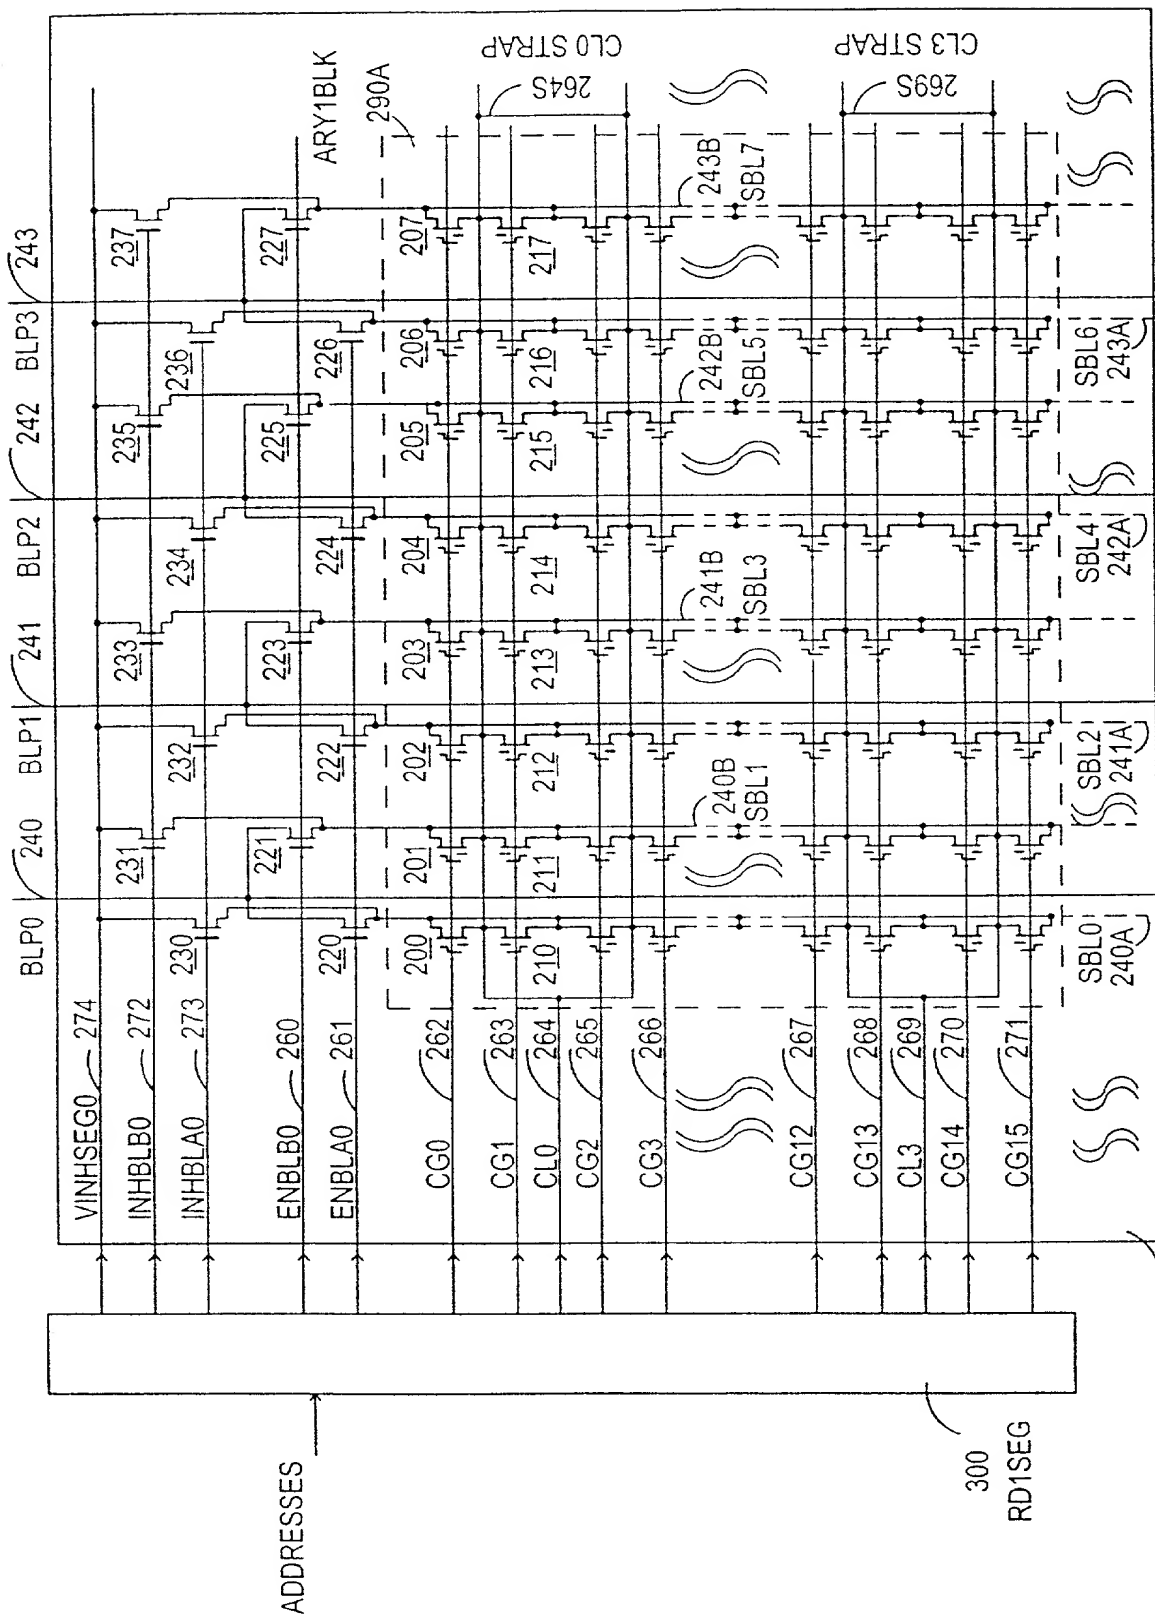 ADDRESSES
300
RD1SEG
VINHSEG0 274
INHBLB0 272
INHBLA0 273
ENBLB0 260
ENBLA0 261
CG0 262
CG1 263
CL0 264
CG2 265
CG3 266
CG12 267
CG13 268
CL3 269
CG14 270
CG15 271
BLP0 240 BLP1 241 BLP2 242 BLP3 243
231 233 235 237
230 232 234 236
221 223 225 227
220 222 224 226
ARY1BLK
290A
200 201 202 203 204 205 206 207
210 211 212 213 214 215 216 217
264S
CL0 STRAP
240B
SBL1
241B
SBL3
242B
SBL5
243B
SBL7
269S
CL3 STRAP
SBL0
240A
SBL2
241A
SBL4
242A
SBL6
243A